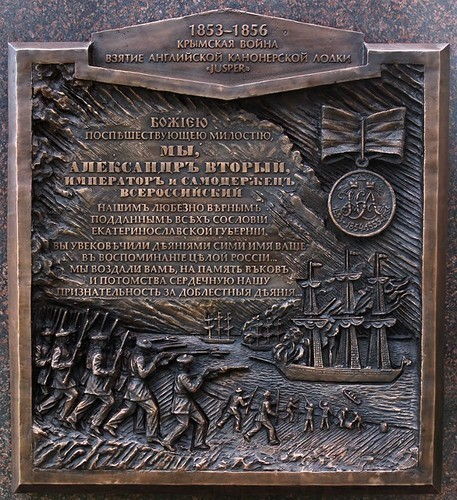 1853–1856
КРЫМСКАЯ ВОЙНА
ВЗЯТИЕ АНГЛИЙСКОЙ КАНОНЕРСКОЙ ЛОДКИ
«JUSPER»
БОЖІЕЮ
ПОСПѢШЕСТВУЮЩЕЮ МИЛОСТІЮ,
МЫ,
АЛЕКСАНДРЪ ВТОРЫЙ,
ИМПЕРАТОРЪ И САМОДЕРЖЕЦЪ
ВСЕРОССИЙСКИЙ
НАШИМЪ ЛЮБЕЗНО ВѢРНЫМЪ
ПОДДАННЫМЪ ВСѢХЪ СОСЛОВІИ
ЕКАТЕРИНОСЛАВСКОЙ ГУБЕРНІИ,
ВЫ УВЕКОВѢЧИЛИ ДѢЯНІЯМИ СИМИ ИМЯ ВАШЕ
ВЪ ВОСПОМИНАНІЕ ЦѢЛОЙ РОССІИ...
МЫ ВОЗДАЛИ ВАМЪ, НА ПАМЯТЬ ВѢКОВЪ
И ПОТОМСТВА СЕРДЕЧНУЮ НАШУ
ПРИЗНАТЕЛЬНОСТЬ ЗА ДОБЛЕСТНЫЯ ДѢЯНІЯ...